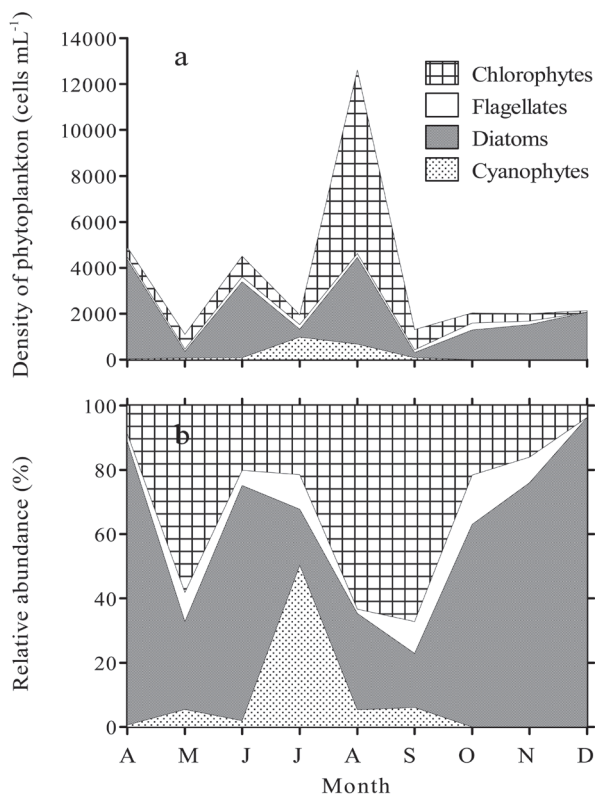 Density of phytoplankton (cells mL⁻¹)
14000
12000
10000
8000
6000
4000
2000
0
a
Chlorophytes
Flagellates
Diatoms
Cyanophytes
Relative abundance (%)
100
80
60
40
20
0
b
A M J J A S O N D
Month